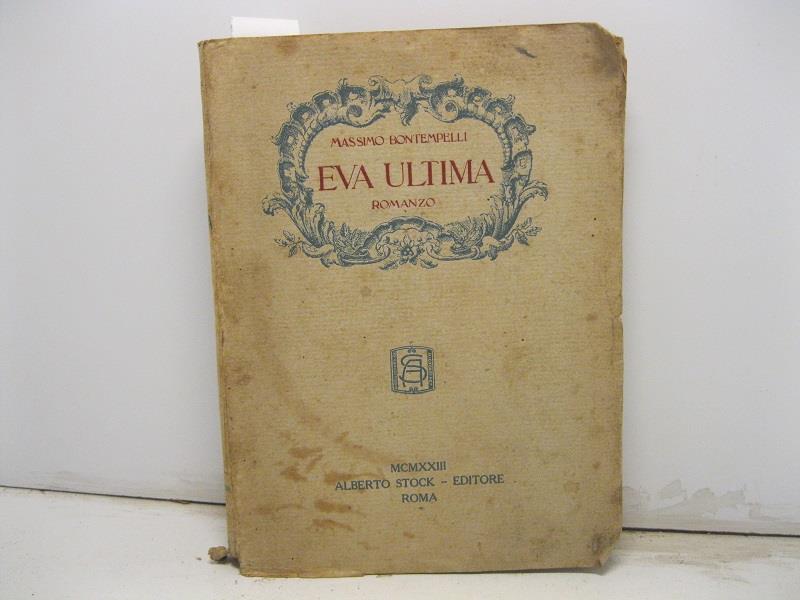 MASSIMO BONTEMPELLI
EVA ULTIMA
ROMANZO
MCMXXIII
ALBERTO STOCK - EDITORE
ROMA